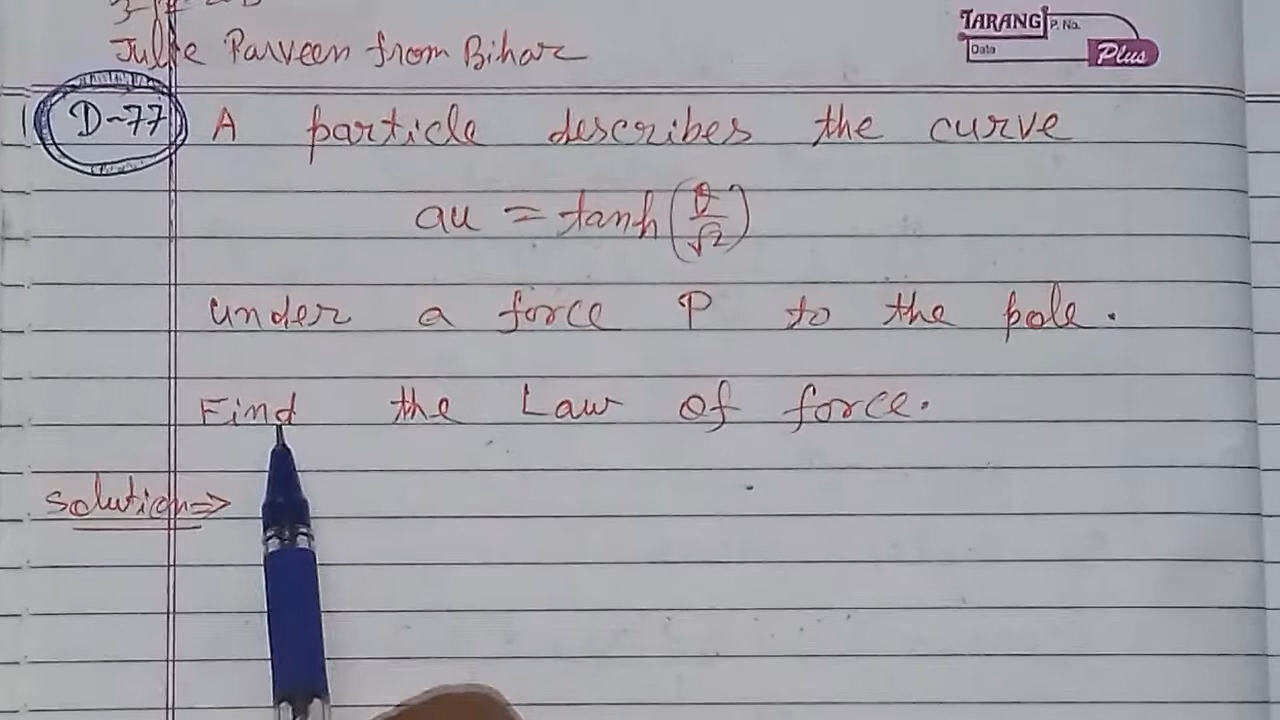 Julie Parveen from Bihar
TARANG P. No.
Data
Plus
D-77 A particle describes the curve
au = tanh(θ/√2)
under a force P to the pole.
Find the Law of force.
Solution⇒